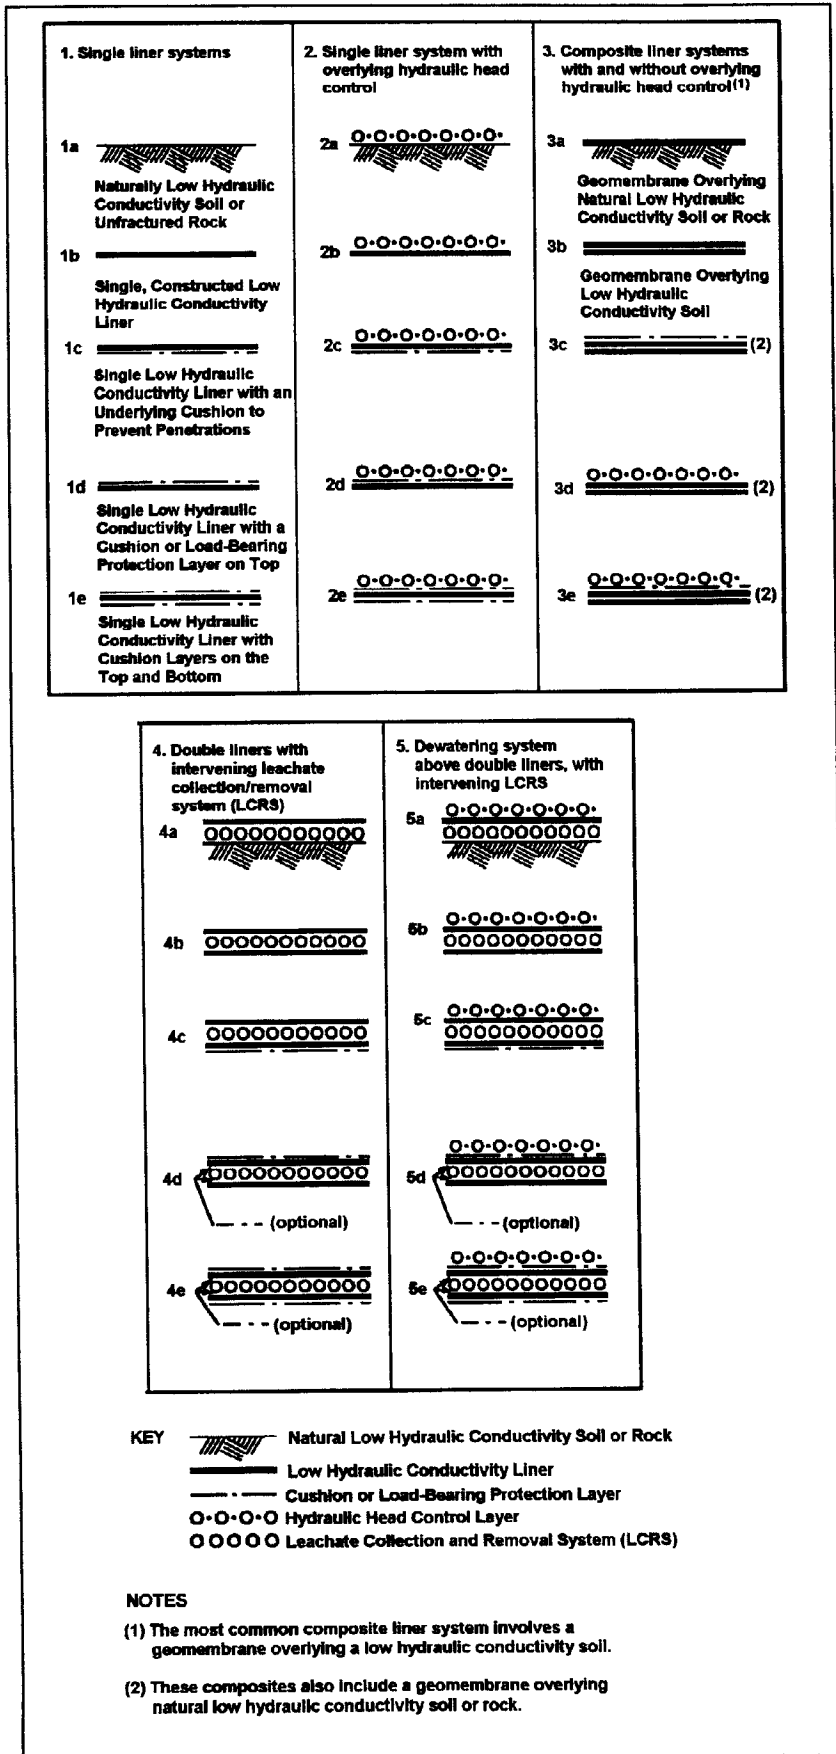 1. Single liner systems
1a
Naturally Low Hydraulic
Conductivity Soil or
Unfractured Rock
1b
Single, Constructed Low
Hydraulic Conductivity
Liner
1c
Single Low Hydraulic
Conductivity Liner with an
Underlying Cushion to
Prevent Penetrations
1d
Single Low Hydraulic
Conductivity Liner with a
Cushion or Load-Bearing
Protection Layer on Top
1e
Single Low Hydraulic
Conductivity Liner with
Cushion Layers on the
Top and Bottom
2. Single liner system with
overlying hydraulic head
control
2a
2b
2c
2d
2e
3. Composite liner systems
with and without overlying
hydraulic head control(1)
3a
Geomembrane Overlying
Natural Low Hydraulic
Conductivity Soil or Rock
3b
Geomembrane Overlying
Low Hydraulic
Conductivity Soil
3c (2)
3d (2)
3e (2)
4. Double liners with
intervening leachate
collection/removal
system (LCRS)
4a
4b
4c
4d
(optional)
4e
(optional)
5. Dewatering system
above double liners, with
intervening LCRS
5a
5b
5c
5d
(optional)
5e
(optional)
KEY
Natural Low Hydraulic Conductivity Soil or Rock
Low Hydraulic Conductivity Liner
Cushion or Load-Bearing Protection Layer
Hydraulic Head Control Layer
Leachate Collection and Removal System (LCRS)
NOTES
(1) The most common composite liner system involves a
geomembrane overlying a low hydraulic conductivity soil.
(2) These composites also include a geomembrane overlying
natural low hydraulic conductivity soil or rock.